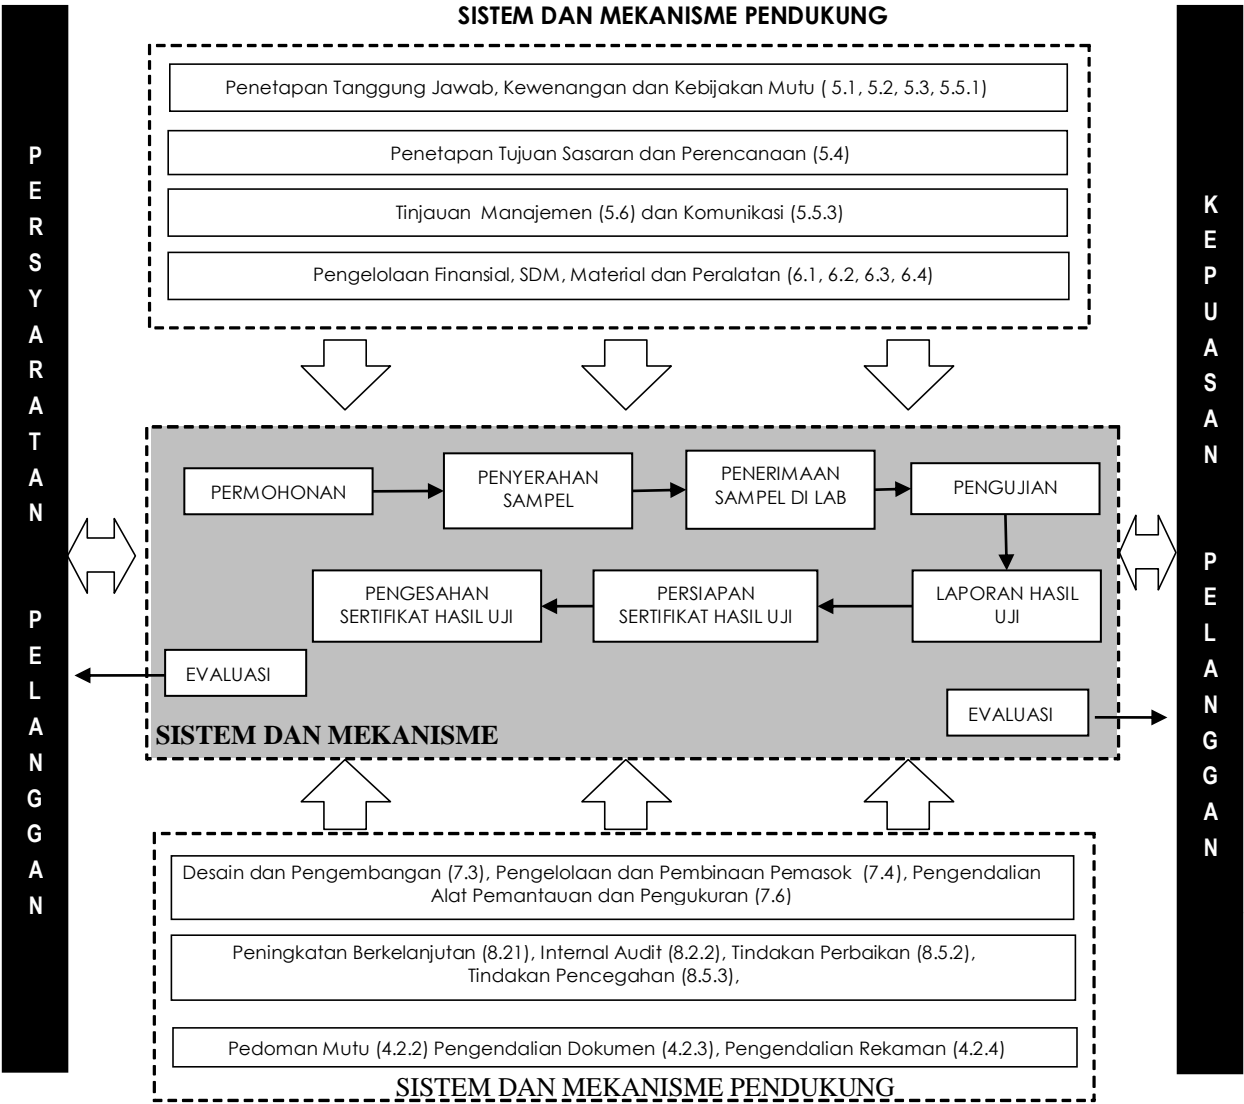 SISTEM DAN MEKANISME PENDUKUNG
PERSYARATAN PELANGGAN
Penetapan Tanggung Jawab, Kewenangan dan Kebijakan Mutu ( 5.1, 5.2, 5.3, 5.5.1)
Penetapan Tujuan Sasaran dan Perencanaan (5.4)
Tinjauan Manajemen (5.6) dan Komunikasi (5.5.3)
Pengelolaan Finansial, SDM, Material dan Peralatan (6.1, 6.2, 6.3, 6.4)
KEPUASAN PELANGGAN
PERMOHONAN
PENYERAHAN
SAMPEL
PENERIMAAN
SAMPEL DI LAB
PENGUJIAN
LAPORAN HASIL
UJI
PERSIAPAN
SERTIFIKAT HASIL UJI
PENGESAHAN
SERTIFIKAT HASIL UJI
EVALUASI
EVALUASI
SISTEM DAN MEKANISME
Desain dan Pengembangan (7.3), Pengelolaan dan Pembinaan Pemasok (7.4), Pengendalian
Alat Pemantauan dan Pengukuran (7.6)
Peningkatan Berkelanjutan (8.21), Internal Audit (8.2.2), Tindakan Perbaikan (8.5.2),
Tindakan Pencegahan (8.5.3),
Pedoman Mutu (4.2.2) Pengendalian Dokumen (4.2.3), Pengendalian Rekaman (4.2.4)
SISTEM DAN MEKANISME PENDUKUNG